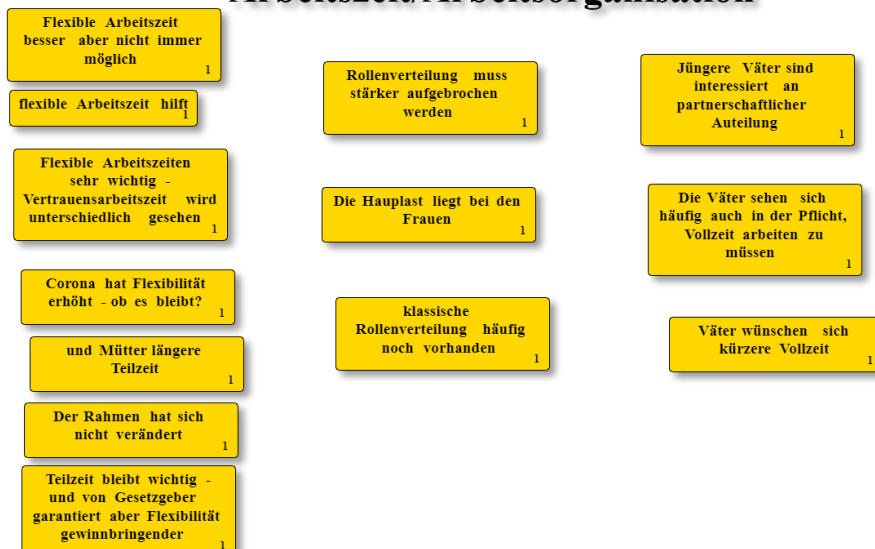 Arbeitszeit/Arbeitsorganisation
Flexible Arbeitszeit
besser aber nicht immer
möglich
1
flexible Arbeitszeit hilft
1
Flexible Arbeitszeiten
sehr wichtig -
Vertrauensarbeitszeit wird
unterschiedlich gesehen
1
Corona hat Flexibilität
erhöht - ob es bleibt?
1
und Mütter längere
Teilzeit
1
Der Rahmen hat sich
nicht verändert
1
Teilzeit bleibt wichtig -
und von Gesetzgeber
garantiert aber Flexibilität
gewinnbringender
1
Rollenverteilung muss
stärker aufgebrochen
werden
1
Die Hauplast liegt bei den
Frauen
1
klassische
Rollenverteilung häufig
noch vorhanden
1
Jüngere Väter sind
interessiert an
partnerschaftlicher
Auteilung
1
Die Väter sehen sich
häufig auch in der Pflicht,
Vollzeit arbeiten zu
müssen
1
Väter wünschen sich
kürzere Vollzeit
1